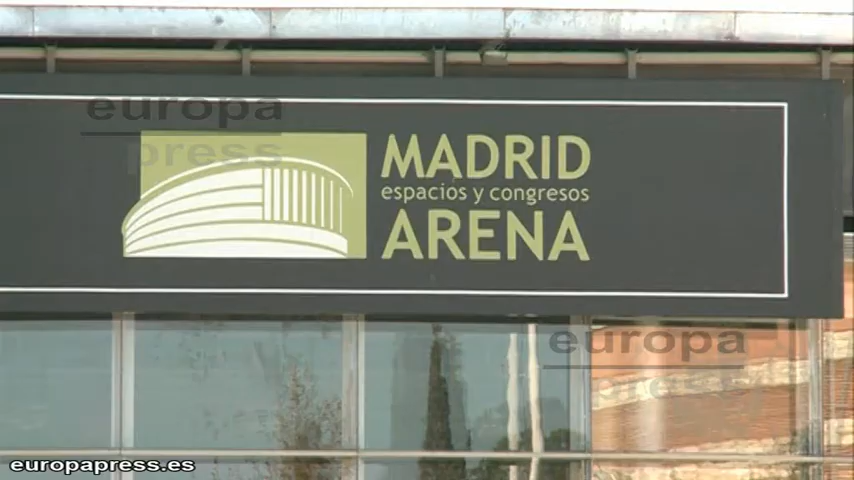 europa
press
MADRID
espacios y congresos
ARENA
europa
press
europapress.es